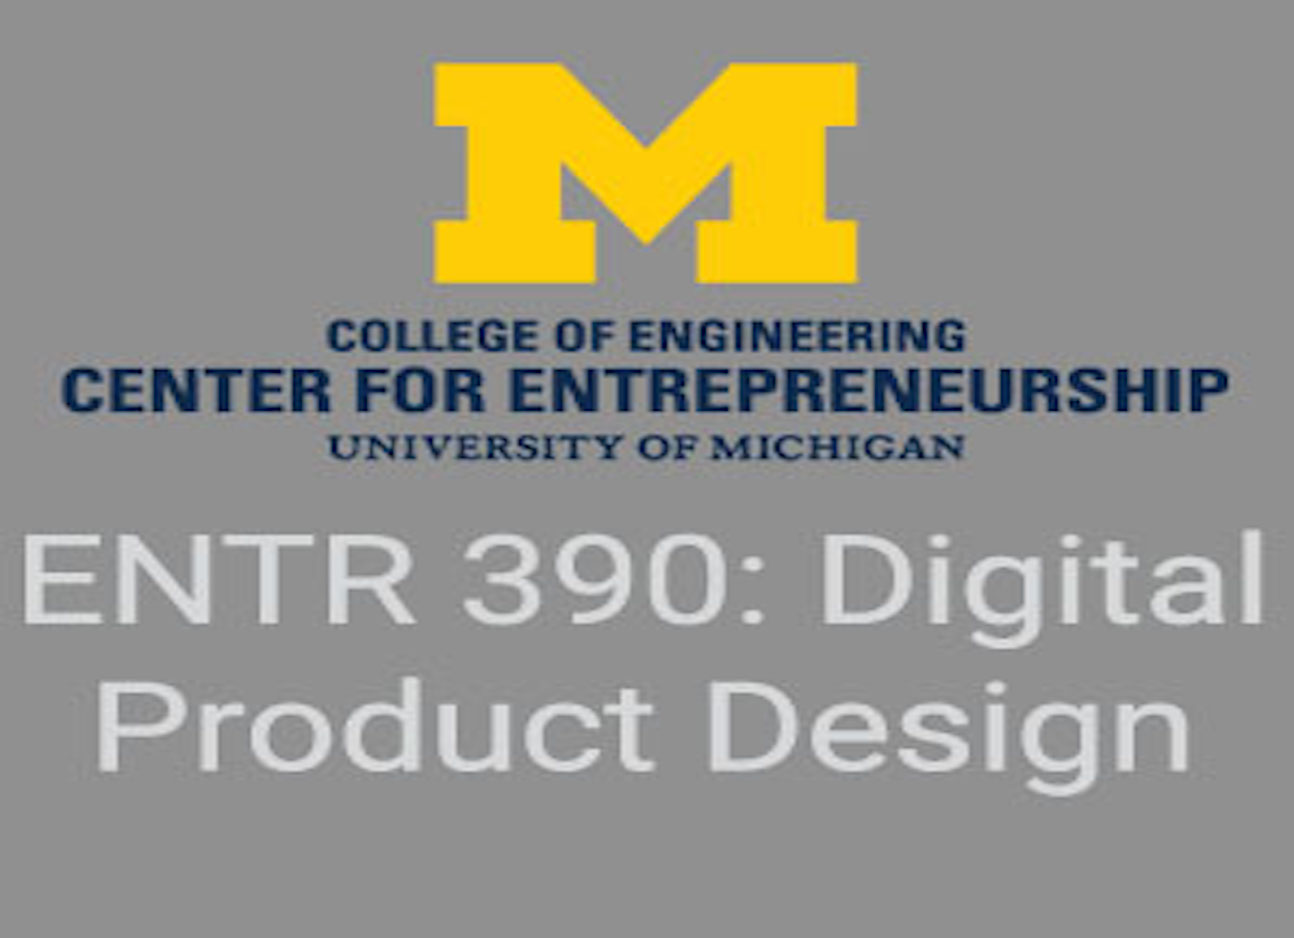 M
COLLEGE OF ENGINEERING
CENTER FOR ENTREPRENEURSHIP
UNIVERSITY OF MICHIGAN
ENTR 390: Digital
Product Design